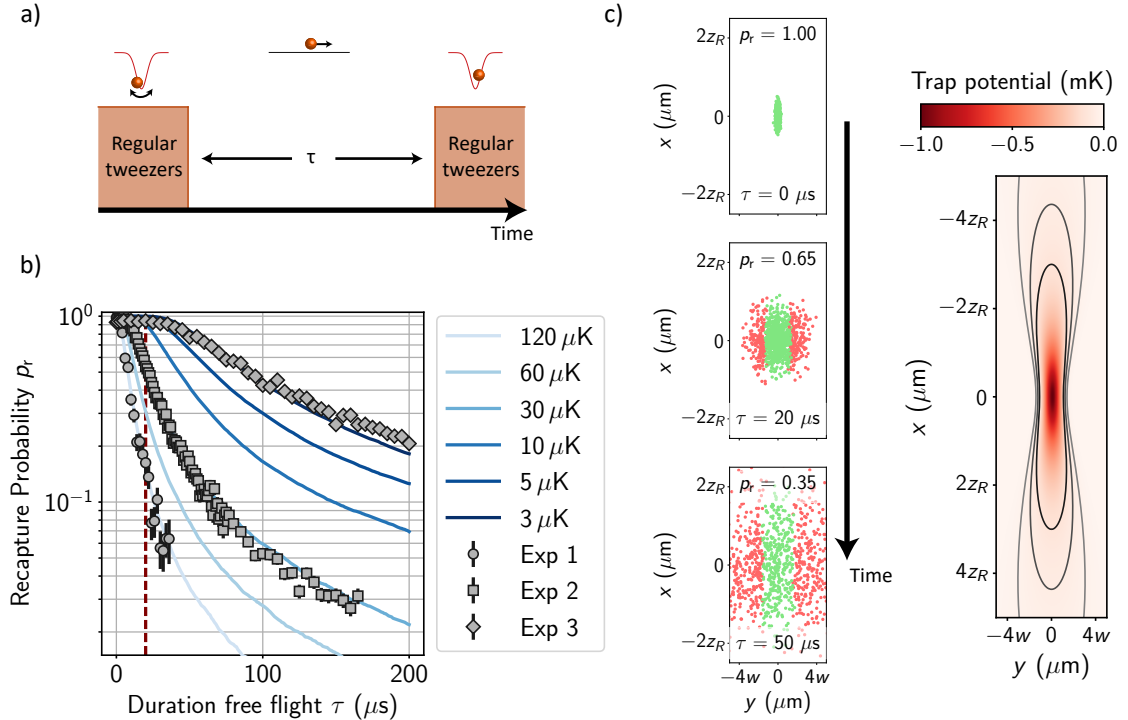 a)
Regular
tweezers
τ
Regular
tweezers
Time
b)
Recapture Probability pᵣ
10⁰
10⁻¹
0
100
200
Duration free flight τ (μs)
120 μK
60 μK
30 μK
10 μK
5 μK
3 μK
Exp 1
Exp 2
Exp 3
c)
x (μm)
2z_R
0
−2z_R
p_r = 1.00
τ = 0 μs
x (μm)
2z_R
0
−2z_R
p_r = 0.65
τ = 20 μs
x (μm)
2z_R
0
−2z_R
p_r = 0.35
τ = 50 μs
−4w
0
4w
y (μm)
Time
Trap potential (mK)
−1.0
−0.5
0.0
x (μm)
−4z_R
−2z_R
0
2z_R
4z_R
−4w
0
4w
y (μm)